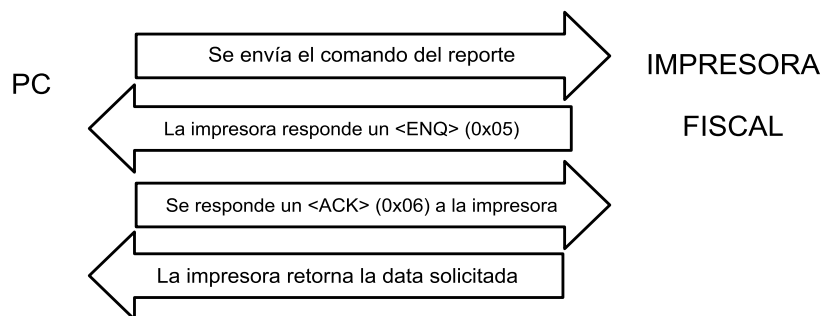 Se envía el comando del reporte
PC
IMPRESORA
FISCAL
La impresora responde un <ENQ> (0x05)
Se responde un <ACK> (0x06) a la impresora
La impresora retorna la data solicitada